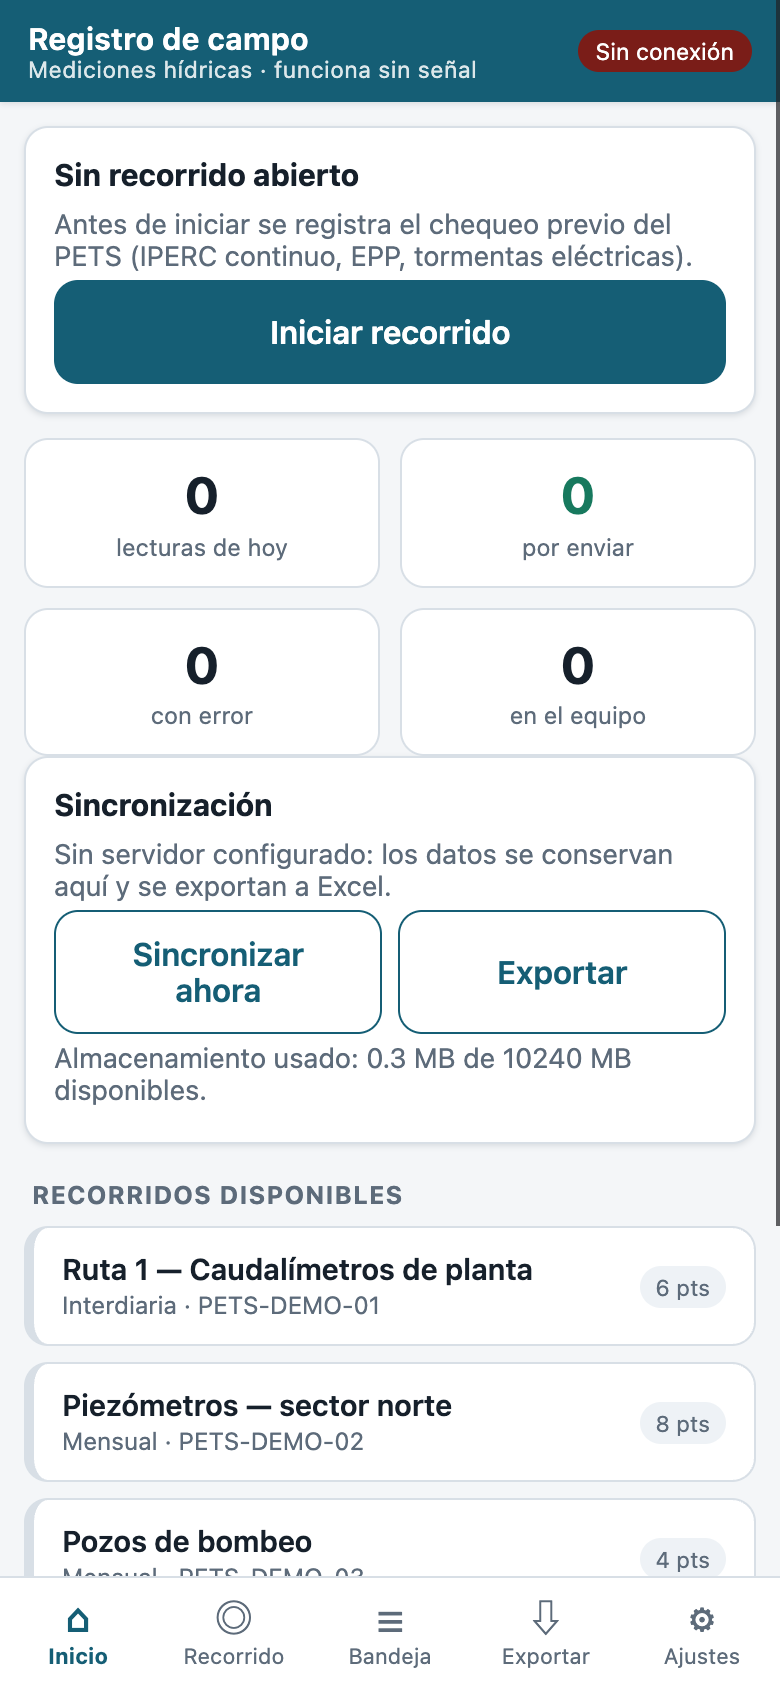 Registro de campo
Mediciones hídricas · funciona sin señal
Sin conexión
Sin recorrido abierto
Antes de iniciar se registra el chequeo previo del
PETS (IPERC continuo, EPP, tormentas eléctricas).
Iniciar recorrido
0
lecturas de hoy
0
por enviar
0
con error
0
en el equipo
Sincronización
Sin servidor configurado: los datos se conservan
aquí y se exportan a Excel.
Sincronizar
ahora
Exportar
Almacenamiento usado: 0.3 MB de 10240 MB
disponibles.
RECORRIDOS DISPONIBLES
Ruta 1 — Caudalímetros de planta
Interdiaria · PETS-DEMO-01
6 pts
Piezómetros — sector norte
Mensual · PETS-DEMO-02
8 pts
Pozos de bombeo
Mensual · PETS-DEMO-03
4 pts
Inicio
Recorrido
Bandeja
Exportar
Ajustes